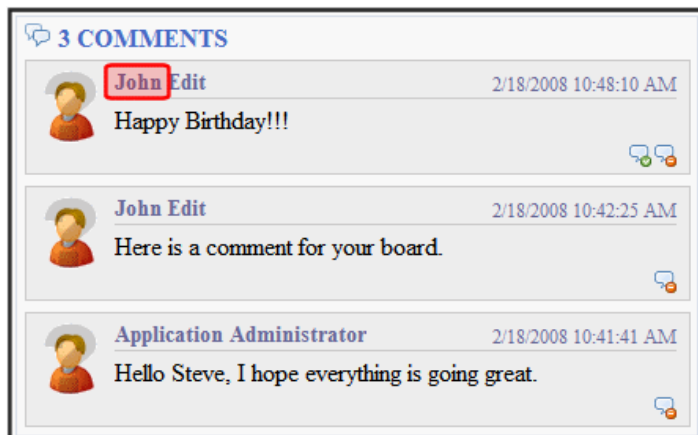 3 COMMENTS
John Edit 2/18/2008 10:48:10 AM
Happy Birthday!!!
John Edit 2/18/2008 10:42:25 AM
Here is a comment for your board.
Application Administrator 2/18/2008 10:41:41 AM
Hello Steve, I hope everything is going great.